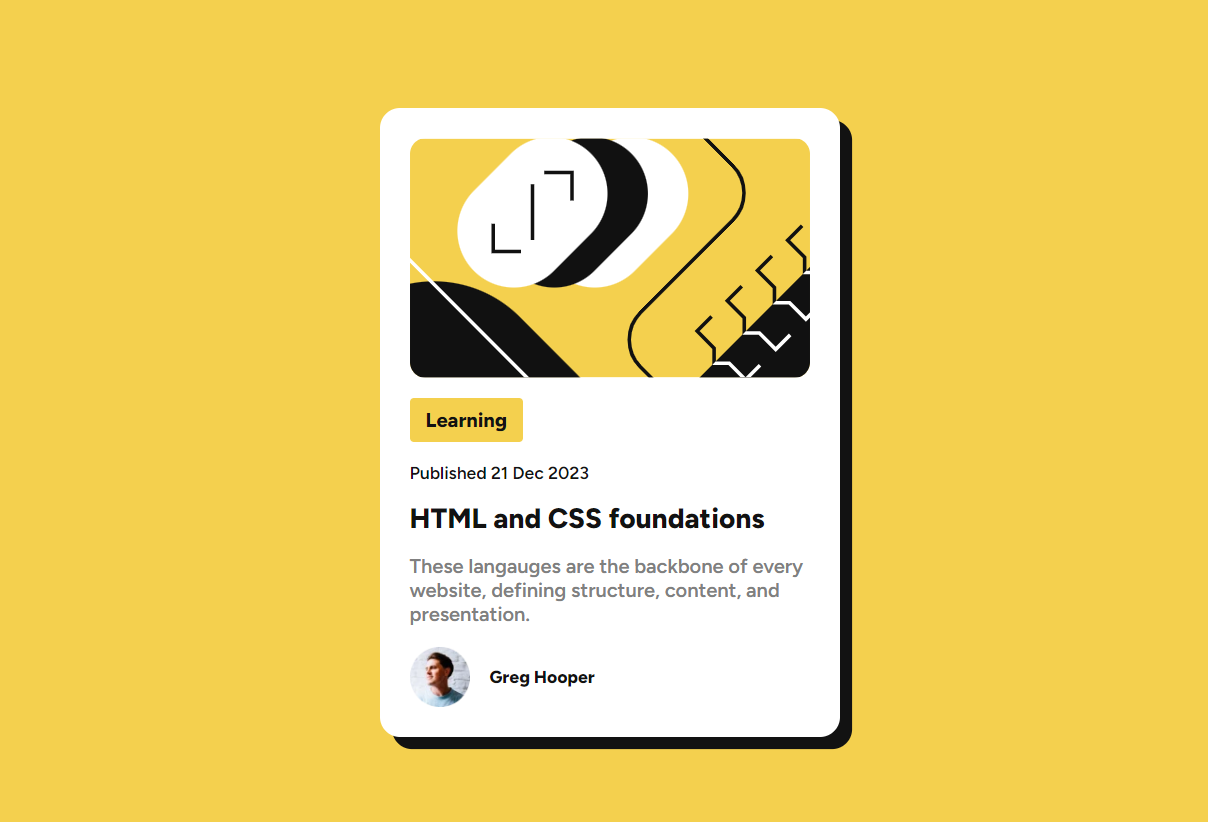 Learning
Published 21 Dec 2023
HTML and CSS foundations
These langauges are the backbone of every
website, defining structure, content, and
presentation.
Greg Hooper